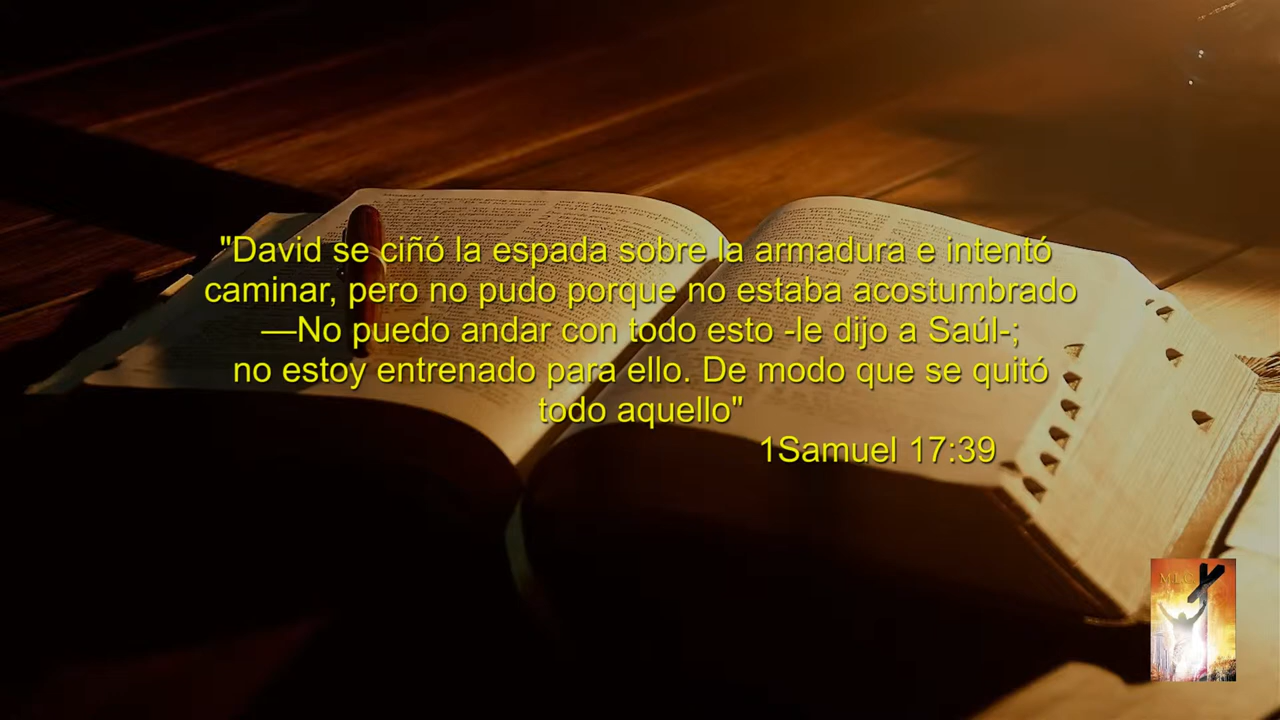 "David se ciñó la espada sobre la armadura e intentó
caminar, pero no pudo porque no estaba acostumbrado
—No puedo andar con todo esto -le dijo a Saúl-;
no estoy entrenado para ello. De modo que se quitó
todo aquello"
1Samuel 17:39